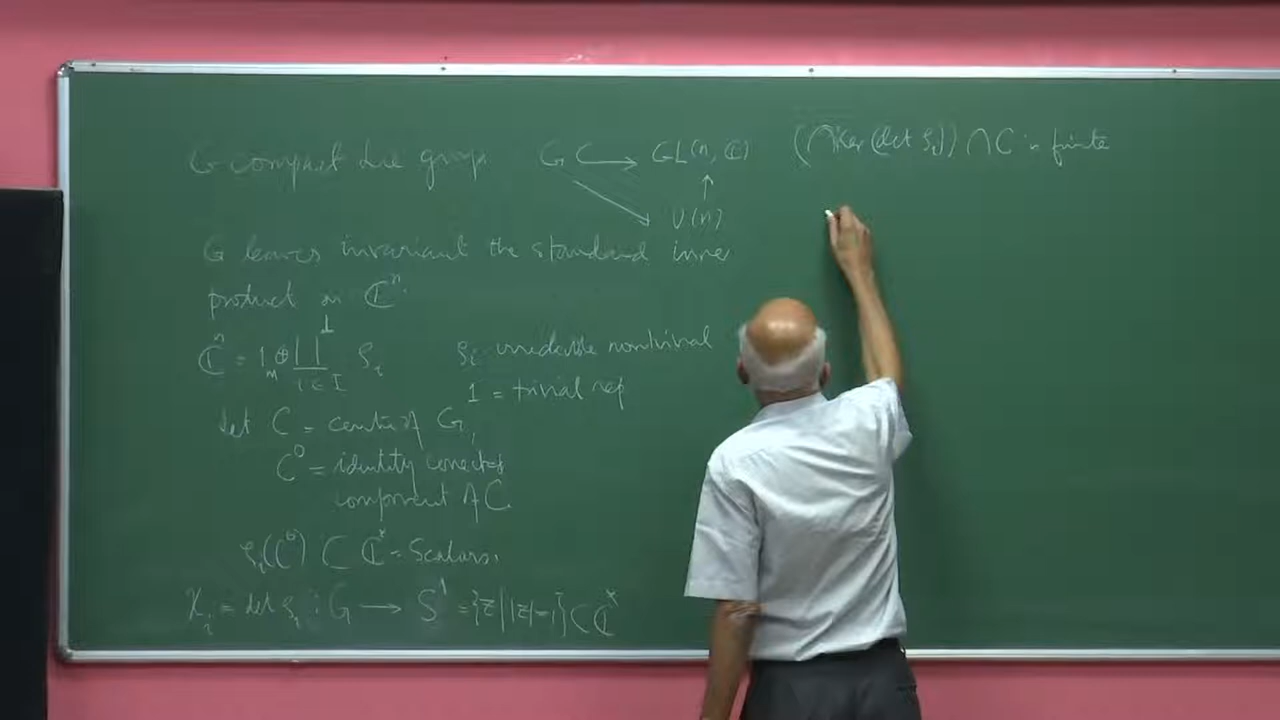 G compact Lie group G ⊂⟶ GL(n, ℂ)
↘ ↑
U(n)
G leaves invariant the standard inner
product on ℂⁿ.
ℂⁿ = 1ₘ ⊕ ∐^⊥_{i∈I} ρᵢ ρᵢ irreducible nontrivial
1 = trivial rep
Let C = centre of G,
C⁰ = identity connected
component of C.
ρᵢ(C⁰) ⊂ ℂ* = Scalars.
χᵢ = det ρᵢ : G ⟶ S¹ = {z | |z|=1} ⊂ ℂ*
(∩ Ker(det ρᵢ)) ∩ C is finite